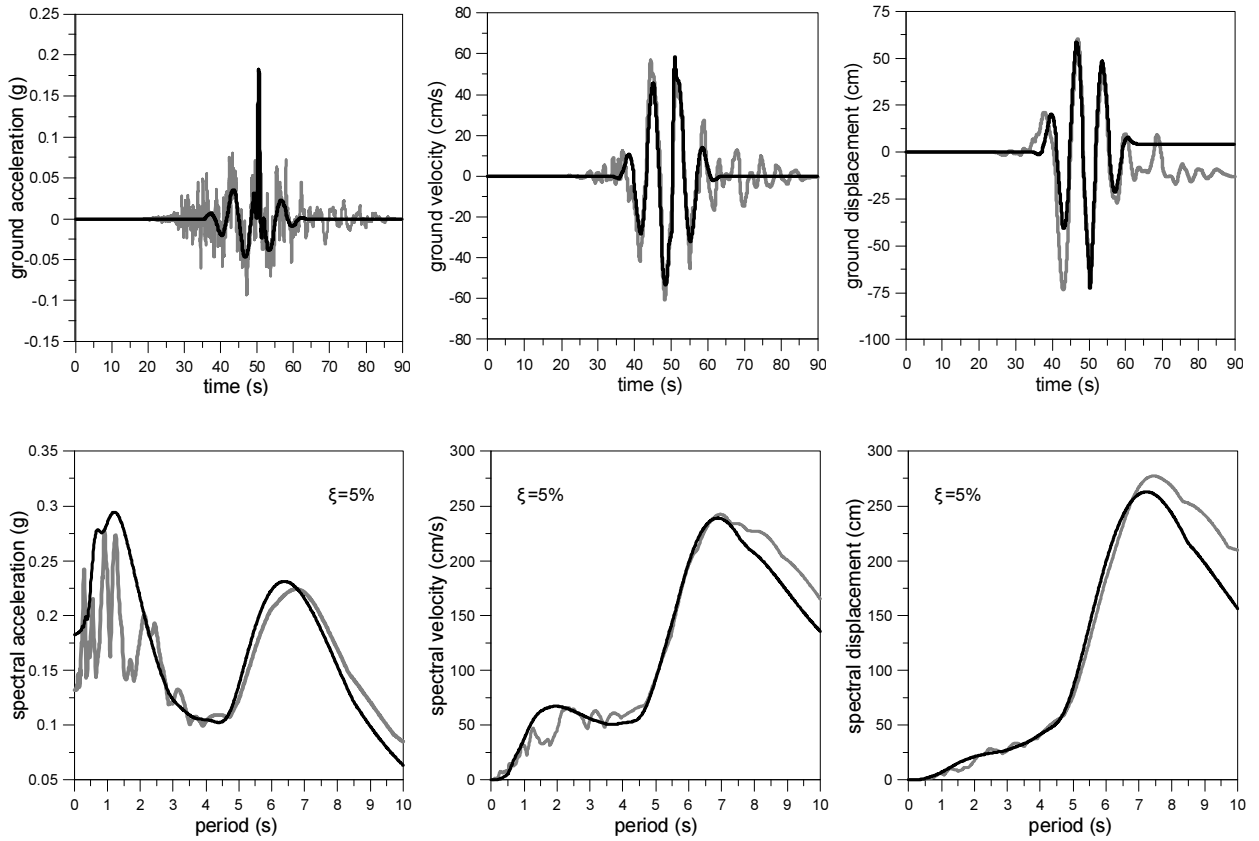 ground acceleration (g)
0.25
0.2
0.15
0.1
0.05
0
-0.05
-0.1
-0.15
0 10 20 30 40 50 60 70 80 90
time (s)
ground velocity (cm/s)
80
60
40
20
0
-20
-40
-60
-80
0 10 20 30 40 50 60 70 80 90
time (s)
ground displacement (cm)
75
50
25
0
-25
-50
-75
-100
0 10 20 30 40 50 60 70 80 90
time (s)
spectral acceleration (g)
0.35
0.3
0.25
0.2
0.15
0.1
0.05
ξ=5%
0 1 2 3 4 5 6 7 8 9 10
period (s)
spectral velocity (cm/s)
300
250
200
150
100
50
0
ξ=5%
0 1 2 3 4 5 6 7 8 9 10
period (s)
spectral displacement (cm)
300
250
200
150
100
50
0
ξ=5%
0 1 2 3 4 5 6 7 8 9 10
period (s)